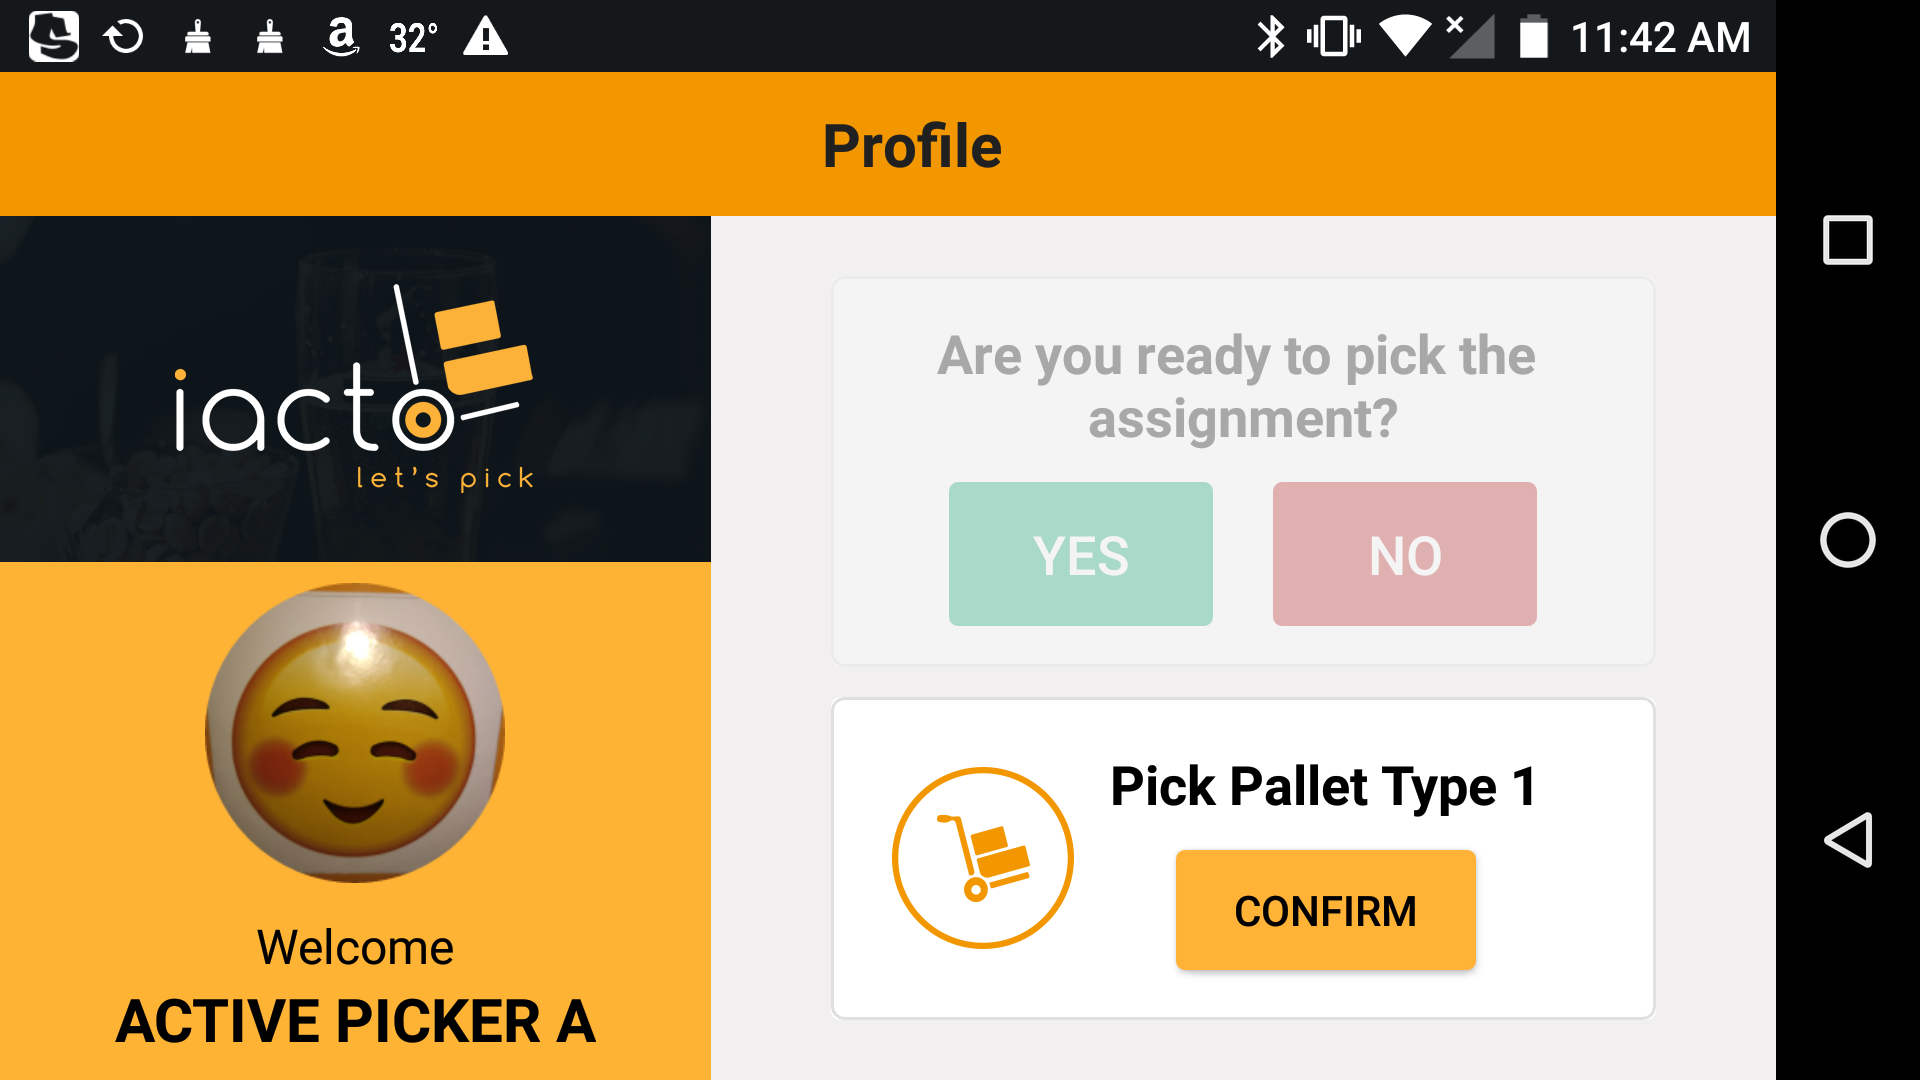 32°
11:42 AM
Profile
iacto
let's pick
Welcome
ACTIVE PICKER A
Are you ready to pick the
assignment?
YES
NO
Pick Pallet Type 1
CONFIRM